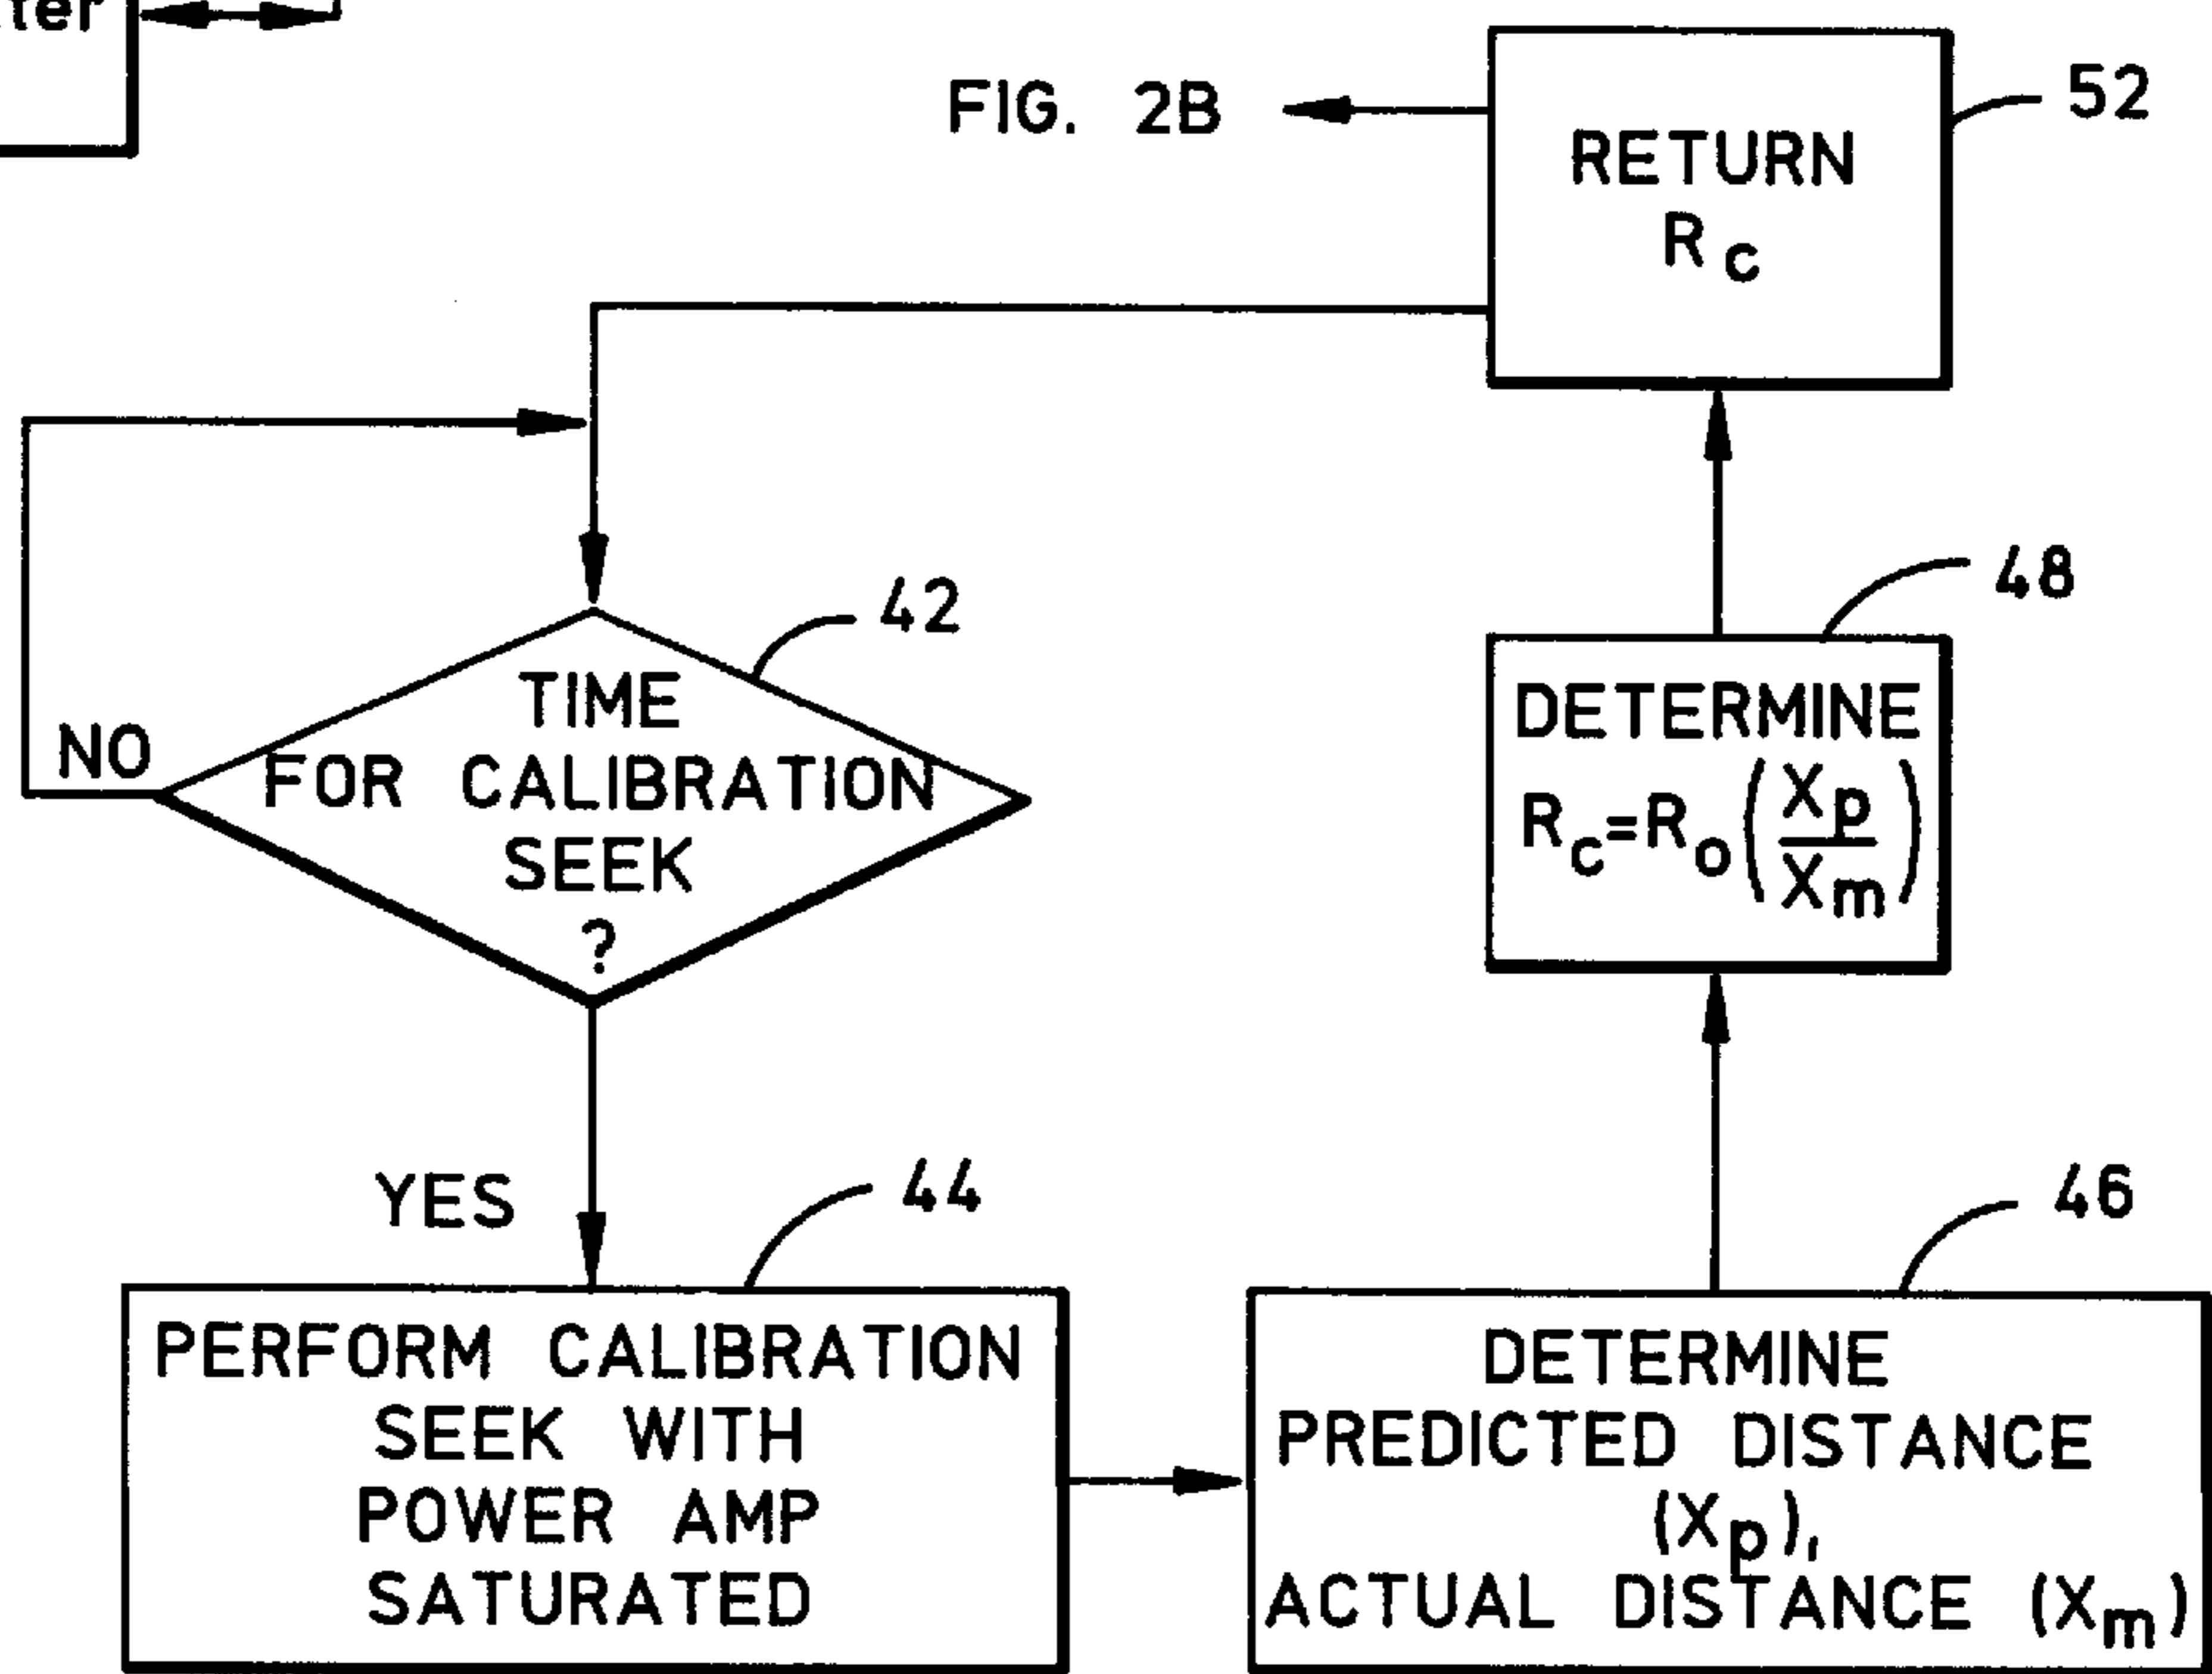 FIG. 2B
52
RETURN
Rc
42
TIME
FOR CALIBRATION
SEEK
?
NO
YES
48
DETERMINE
Rc=Ro(Xp/Xm)
44
PERFORM CALIBRATION
SEEK WITH
POWER AMP
SATURATED
46
DETERMINE
PREDICTED DISTANCE
(Xp),
ACTUAL DISTANCE (Xm)